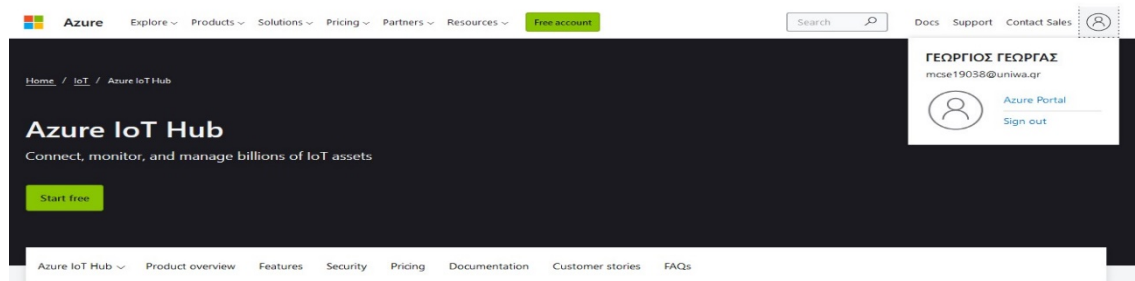 Azure Explore Products Solutions Pricing Partners Resources Free account Search Docs Support Contact Sales
ΓΕΩΡΓΙΟΣ ΓΕΩΡΓΑΣ
mcse19038@uniwa.gr
Azure Portal
Sign out
Home / IoT / Azure IoT Hub
Azure IoT Hub
Connect, monitor, and manage billions of IoT assets
Start free
Azure IoT Hub Product overview Features Security Pricing Documentation Customer stories FAQs